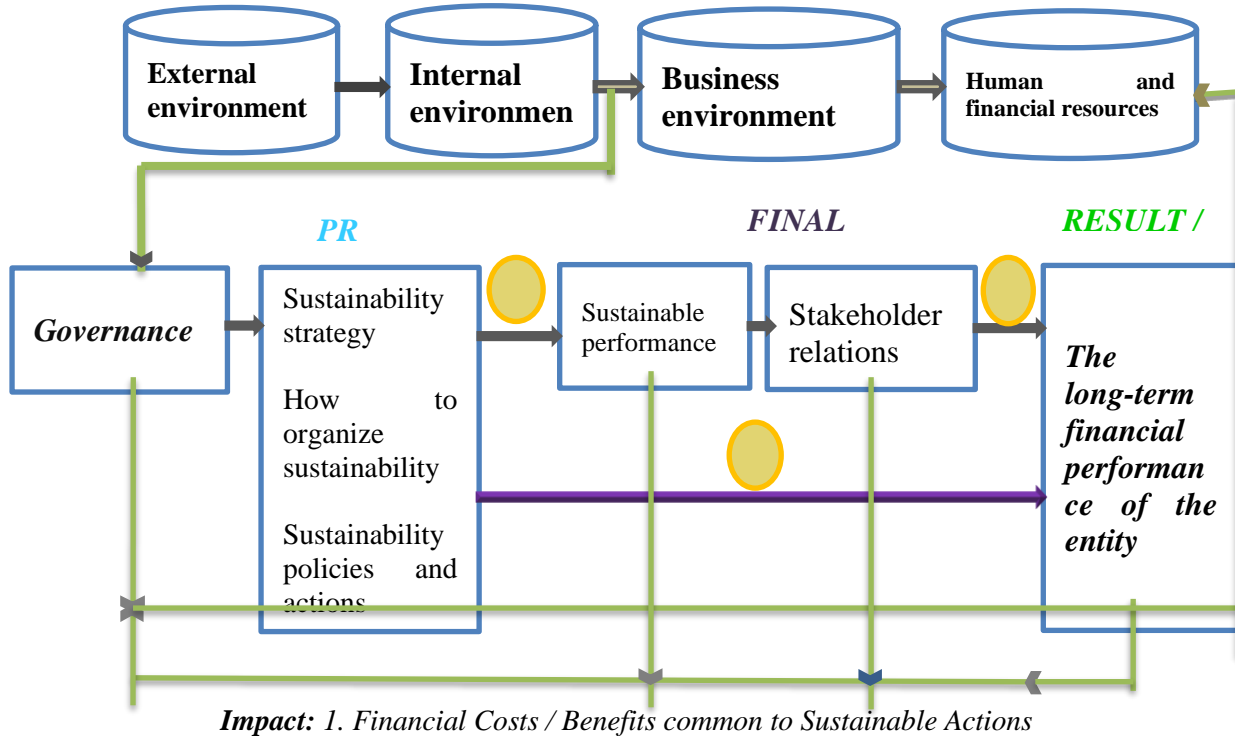 External
environment
Internal
environmen
Business
environment
Human and
financial resources
PR
FINAL
RESULT /
Governance
Sustainability
strategy
How to
organize
sustainability
Sustainability
policies and
actions
Sustainable
performance
Stakeholder
relations
The
long-term
financial
performan
ce of the
entity
Impact: 1. Financial Costs / Benefits common to Sustainable Actions